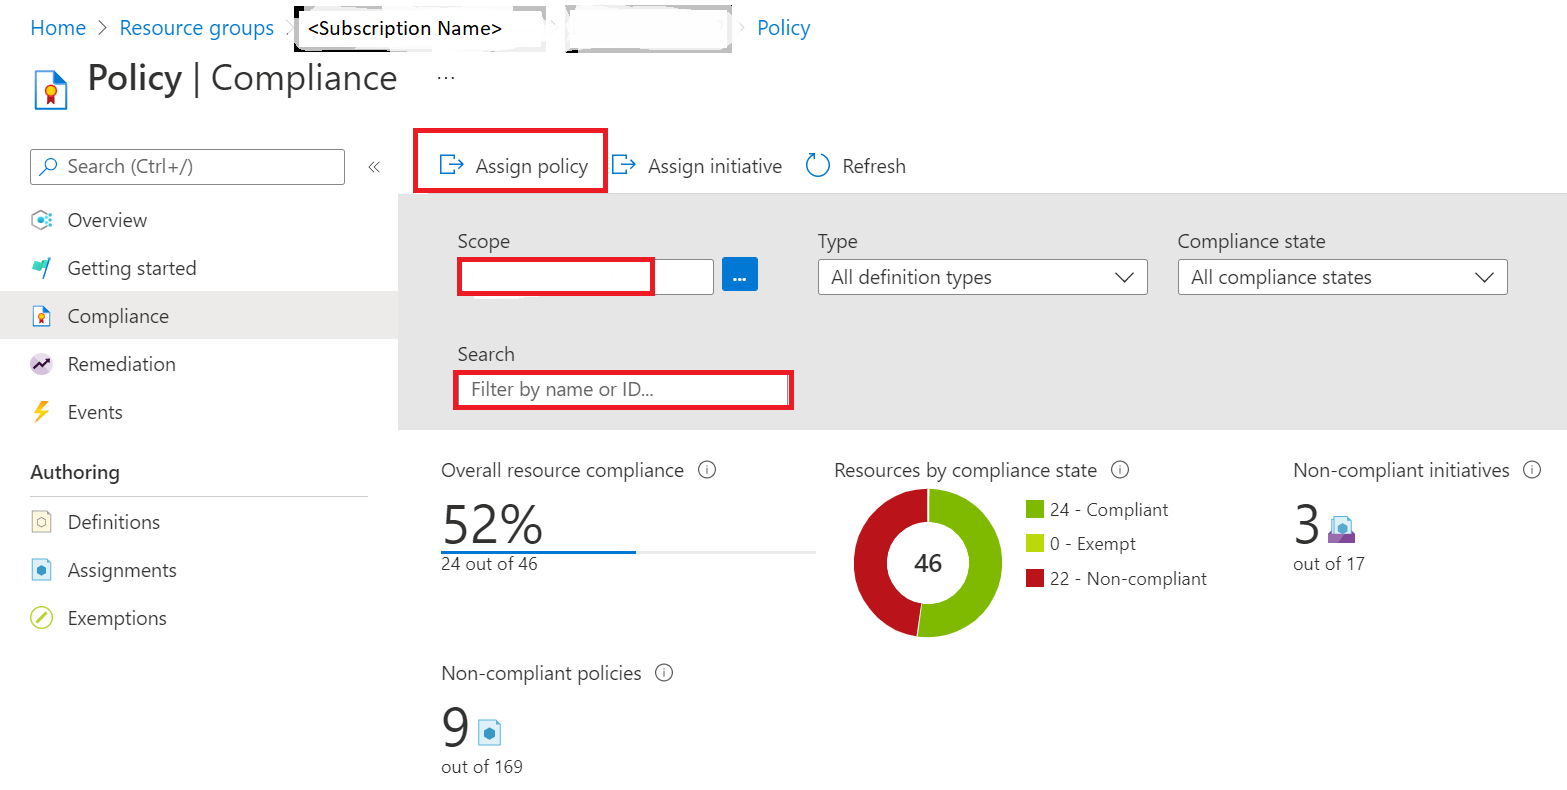 Home > Resource groups > <Subscription Name> > > Policy
Policy | Compliance ...
Search (Ctrl+/) «
Assign policy Assign initiative Refresh
Overview
Getting started
Compliance
Remediation
Events
Authoring
Definitions
Assignments
Exemptions
Scope Type Compliance state
... All definition types All compliance states
Search
Filter by name or ID...
Overall resource compliance
52%
24 out of 46
Resources by compliance state
46
24 - Compliant
0 - Exempt
22 - Non-compliant
Non-compliant initiatives
3
out of 17
Non-compliant policies
9
out of 169